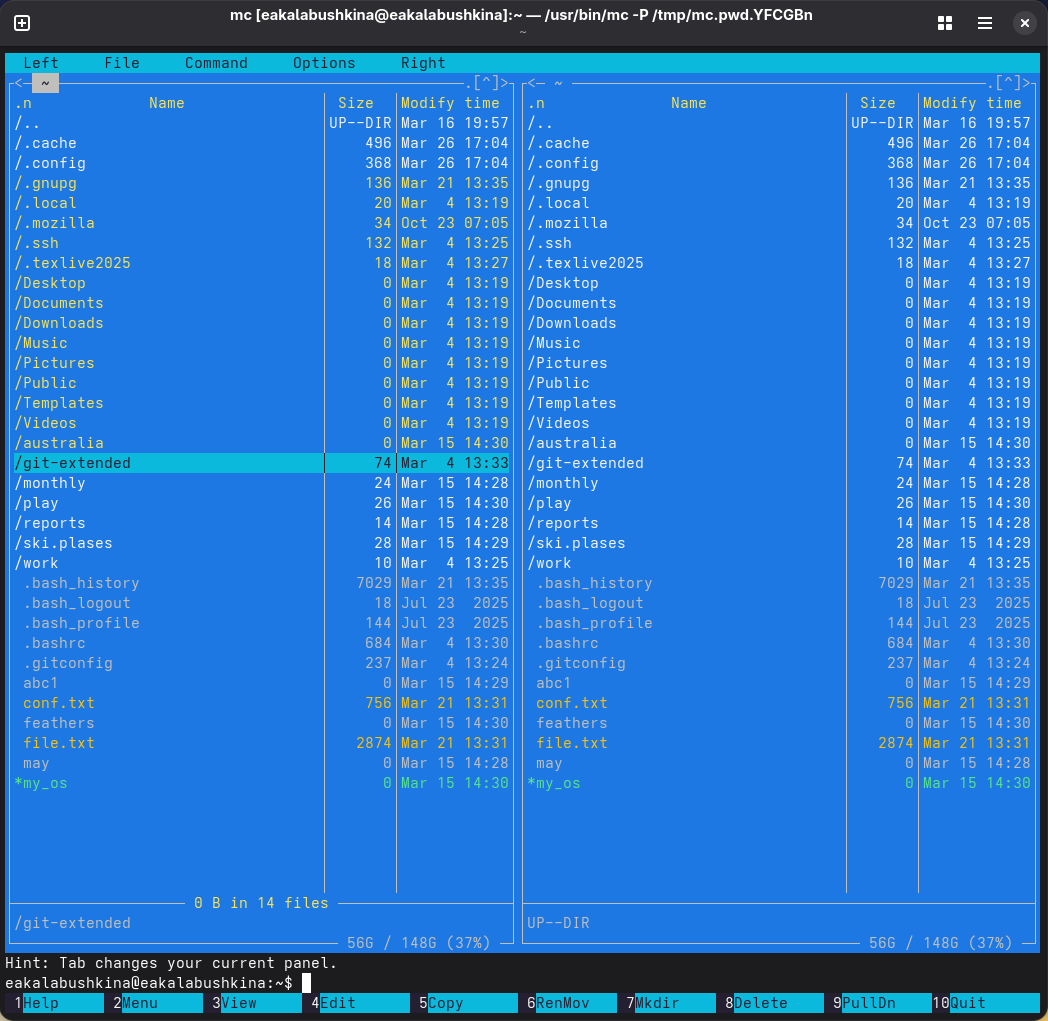 mc [eakalabushkina@eakalabushkina]:~ — /usr/bin/mc -P /tmp/mc.pwd.YFCGBn
~
Left File Command Options Right
<─ ~ .[^]> <─ ~ .[^]>
.n Name Size Modify time .n Name Size Modify time
/.. UP--DIR Mar 16 19:57 /.. UP--DIR Mar 16 19:57
/.cache 496 Mar 26 17:04 /.cache 496 Mar 26 17:04
/.config 368 Mar 26 17:04 /.config 368 Mar 26 17:04
/.gnupg 136 Mar 21 13:35 /.gnupg 136 Mar 21 13:35
/.local 20 Mar 4 13:19 /.local 20 Mar 4 13:19
/.mozilla 34 Oct 23 07:05 /.mozilla 34 Oct 23 07:05
/.ssh 132 Mar 4 13:25 /.ssh 132 Mar 4 13:25
/.texlive2025 18 Mar 4 13:27 /.texlive2025 18 Mar 4 13:27
/Desktop 0 Mar 4 13:19 /Desktop 0 Mar 4 13:19
/Documents 0 Mar 4 13:19 /Documents 0 Mar 4 13:19
/Downloads 0 Mar 4 13:19 /Downloads 0 Mar 4 13:19
/Music 0 Mar 4 13:19 /Music 0 Mar 4 13:19
/Pictures 0 Mar 4 13:19 /Pictures 0 Mar 4 13:19
/Public 0 Mar 4 13:19 /Public 0 Mar 4 13:19
/Templates 0 Mar 4 13:19 /Templates 0 Mar 4 13:19
/Videos 0 Mar 4 13:19 /Videos 0 Mar 4 13:19
/australia 0 Mar 15 14:30 /australia 0 Mar 15 14:30
/git-extended 74 Mar 4 13:33 /git-extended 74 Mar 4 13:33
/monthly 24 Mar 15 14:28 /monthly 24 Mar 15 14:28
/play 26 Mar 15 14:30 /play 26 Mar 15 14:30
/reports 14 Mar 15 14:28 /reports 14 Mar 15 14:28
/ski.plases 28 Mar 15 14:29 /ski.plases 28 Mar 15 14:29
/work 10 Mar 4 13:25 /work 10 Mar 4 13:25
.bash_history 7029 Mar 21 13:35 .bash_history 7029 Mar 21 13:35
.bash_logout 18 Jul 23 2025 .bash_logout 18 Jul 23 2025
.bash_profile 144 Jul 23 2025 .bash_profile 144 Jul 23 2025
.bashrc 684 Mar 4 13:30 .bashrc 684 Mar 4 13:30
.gitconfig 237 Mar 4 13:24 .gitconfig 237 Mar 4 13:24
abc1 0 Mar 15 14:29 abc1 0 Mar 15 14:29
conf.txt 756 Mar 21 13:31 conf.txt 756 Mar 21 13:31
feathers 0 Mar 15 14:30 feathers 0 Mar 15 14:30
file.txt 2874 Mar 21 13:31 file.txt 2874 Mar 21 13:31
may 0 Mar 15 14:28 may 0 Mar 15 14:28
*my_os 0 Mar 15 14:30 *my_os 0 Mar 15 14:30
0 B in 14 files
/git-extended UP--DIR
56G / 148G (37%) 56G / 148G (37%)
Hint: Tab changes your current panel.
eakalabushkina@eakalabushkina:~$
1Help 2Menu 3View 4Edit 5Copy 6RenMov 7Mkdir 8Delete 9PullDn 10Quit